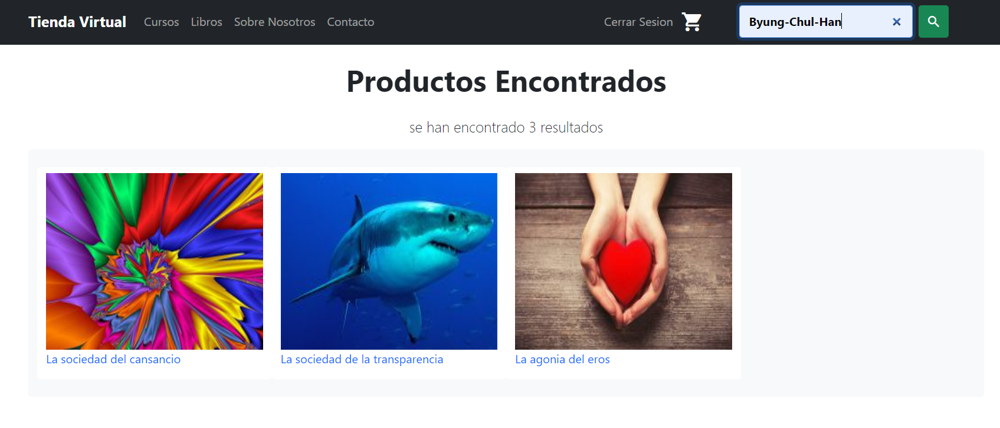 Tienda Virtual Cursos Libros Sobre Nosotros Contacto Cerrar Sesion Byung-Chul-Han
Productos Encontrados
se han encontrado 3 resultados
La sociedad del cansancio
La sociedad de la transparencia
La agonia del eros